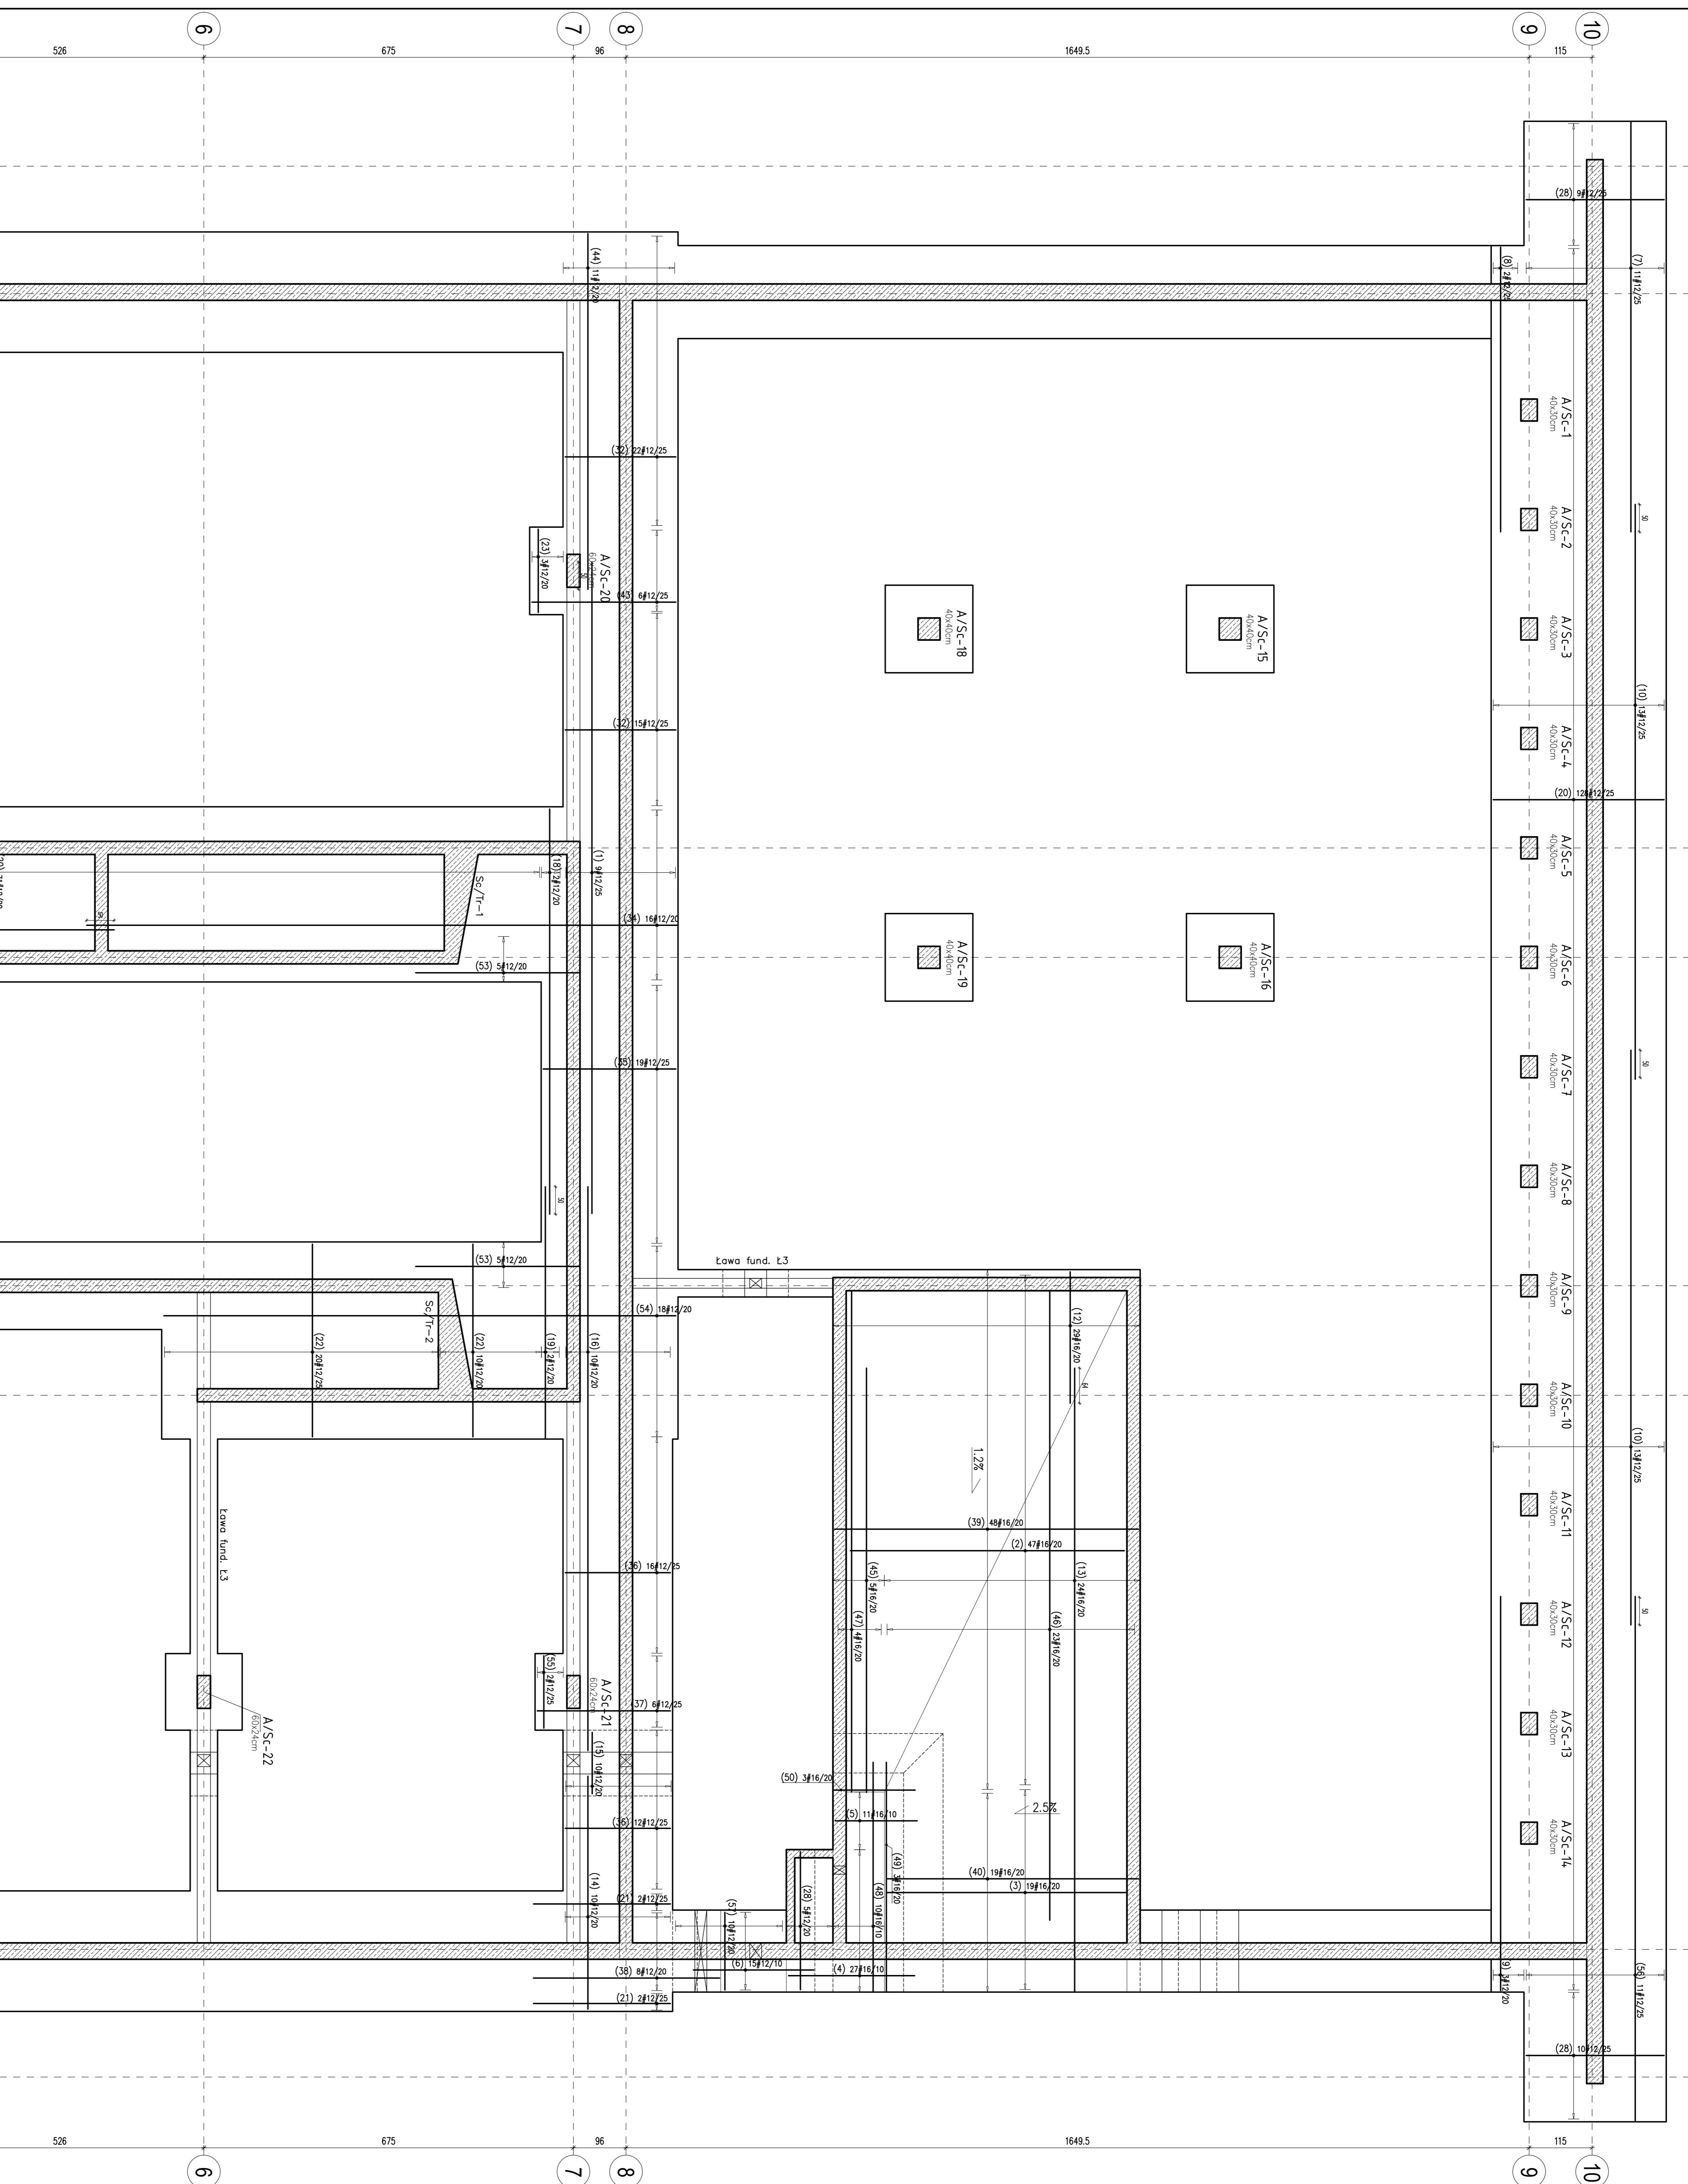 6
7
8
9
10
526
675
96
1649.5
115
(28) 9#12/25
(44) 11#12/20
(8) 2#12/25
(7) 11#12/25
A/Sc-1
40x30cm
(32) 22#12/25
A/Sc-2
40x30cm
50
(23) 3#12/20
A/Sc-20
60x24cm
50
(43) 6#12/25
A/Sc-18
40x40cm
A/Sc-15
40x40cm
A/Sc-3
40x30cm
(10) 13#12/25
(32) 15#12/25
A/Sc-4
40x30cm
(20) 128#12/25
Sc/Tr-1
(18) 2#12/20
(1) 9#12/25
A/Sc-5
40x30cm
(34) 16#12/20
A/Sc-19
40x40cm
A/Sc-16
40x40cm
A/Sc-6
40x30cm
(53) 5#12/20
(35) 19#12/25
A/Sc-7
40x30cm
50
50
A/Sc-8
40x30cm
(53) 5#12/20
Ława fund. Ł3
A/Sc-9
40x30cm
(54) 18#12/20
Sc/Tr-2
(22) 20#12/25
(22) 10#12/20
(19) 2#12/20
(16) 10#12/20
(12) 29#16/20
64
A/Sc-10
40x30cm
1.2%
(10) 13#12/25
Ława fund. Ł3
(39) 48#16/20
A/Sc-11
40x30cm
(2) 47#16/20
(36) 16#12/25
(45) 5#16/20
(13) 24#16/20
(47) 4#16/20
(46) 23#16/20
A/Sc-12
40x30cm
50
(55) 2#12/25
A/Sc-21
60x24cm
(37) 6#12/25
A/Sc-22
60x24cm
A/Sc-13
40x30cm
(15) 10#12/20
(50) 3#16/20
2.5%
(5) 11#16/10
(36) 12#12/25
A/Sc-14
40x30cm
(49) 3#16/20
(40) 19#16/20
(3) 19#16/20
(14) 10#12/20
(21) 2#12/25
(57) 10#12/20
(28) 5#12/20
(48) 10#16/10
(6) 15#12/10
(4) 27#16/10
(38) 8#12/20
(21) 2#12/25
(9) 3#12/20
(56) 11#12/25
(28) 10#12/25
526
675
96
1649.5
115
6
7
8
9
10